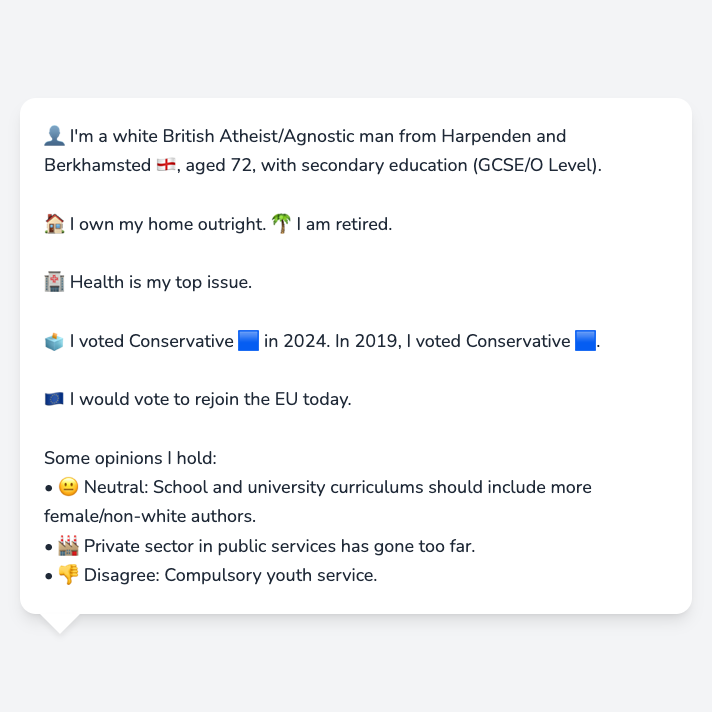 👤 I'm a white British Atheist/Agnostic man from Harpenden and
Berkhamsted 🏴󠁧󠁢󠁥󠁮󠁧󠁿, aged 72, with secondary education (GCSE/O Level).
🏠 I own my home outright. 🌴 I am retired.
🏥 Health is my top issue.
🗳️ I voted Conservative 🟦 in 2024. In 2019, I voted Conservative 🟦.
🇪🇺 I would vote to rejoin the EU today.
Some opinions I hold:
• 😐 Neutral: School and university curriculums should include more
female/non-white authors.
• 🏭 Private sector in public services has gone too far.
• 👎 Disagree: Compulsory youth service.